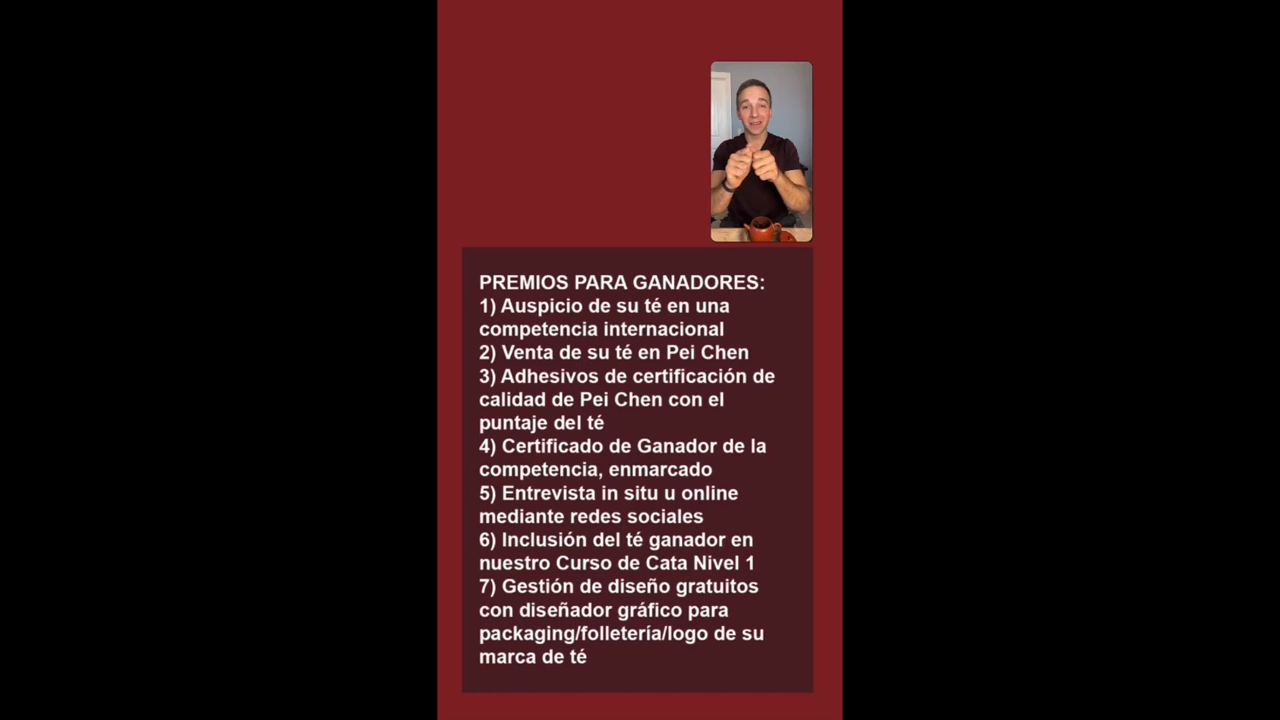 PREMIOS PARA GANADORES:
1) Auspicio de su té en una
competencia internacional
2) Venta de su té en Pei Chen
3) Adhesivos de certificación de
calidad de Pei Chen con el
puntaje del té
4) Certificado de Ganador de la
competencia, enmarcado
5) Entrevista in situ u online
mediante redes sociales
6) Inclusión del té ganador en
nuestro Curso de Cata Nivel 1
7) Gestión de diseño gratuitos
con diseñador gráfico para
packaging/folletería/logo de su
marca de té